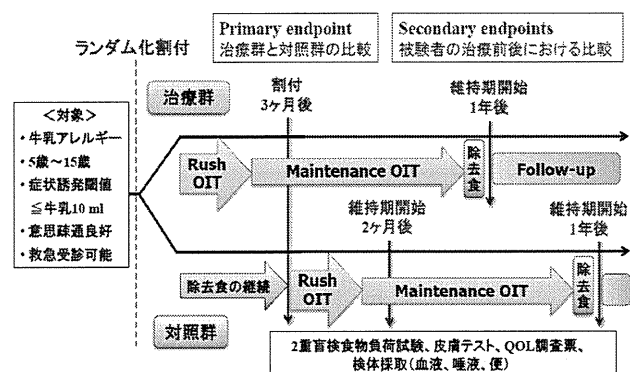 Primary endpoint
治療群と対照群の比較
Secondary endpoints
被験者の治療前後における比較
ランダム化割付
治療群
割付
3ヶ月後
維持期開始
1年後
＜対象＞
・牛乳アレルギー
・5歳～15歳
・症状誘発閾値
≦牛乳10 ml
・意思疎通良好
・救急受診可能
Rush
OIT
Maintenance OIT
除去食
Follow-up
維持期開始
2ヶ月後
維持期開始
1年後
除去食の継続
Rush
OIT
Maintenance OIT
除去食
対照群
2重盲検食物負荷試験、皮膚テスト、QOL調査票、
検体採取(血液、唾液、便)